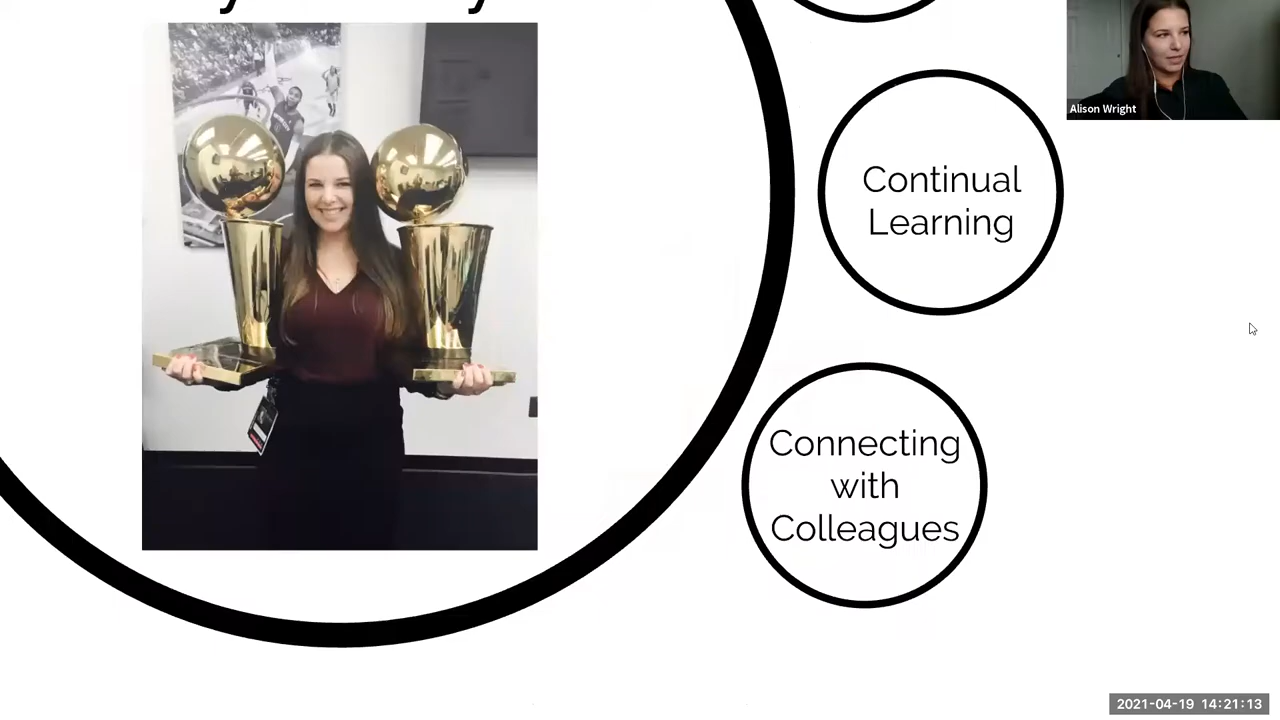 Alison Wright
Continual
Learning
Connecting
with
Colleagues
2021-04-19 14:21:13